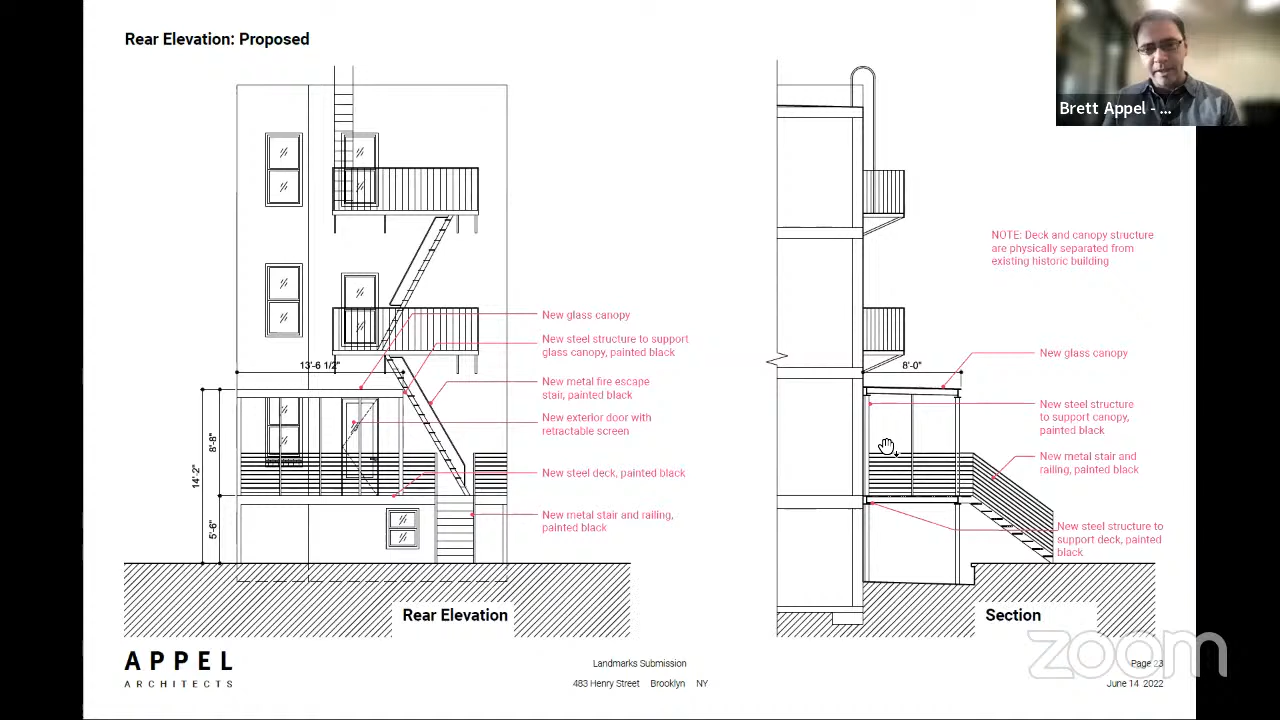 Rear Elevation: Proposed
Brett Appel - ...
NOTE: Deck and canopy structure
are physically separated from
existing historic building
New glass canopy
New steel structure to support
glass canopy, painted black
New metal fire escape
stair, painted black
New exterior door with
retractable screen
New steel deck, painted black
New metal stair and railing,
painted black
13'-6 1/2"
8'-8"
14'-2"
5'-6"
8'-0"
New glass canopy
New steel structure
to support canopy,
painted black
New metal stair and
railing, painted black
New steel structure to
support deck, painted
black
Rear Elevation
Section
APPEL
ARCHITECTS
Landmarks Submission
483 Henry Street Brooklyn NY
zoom
Page 23
June 14 2022